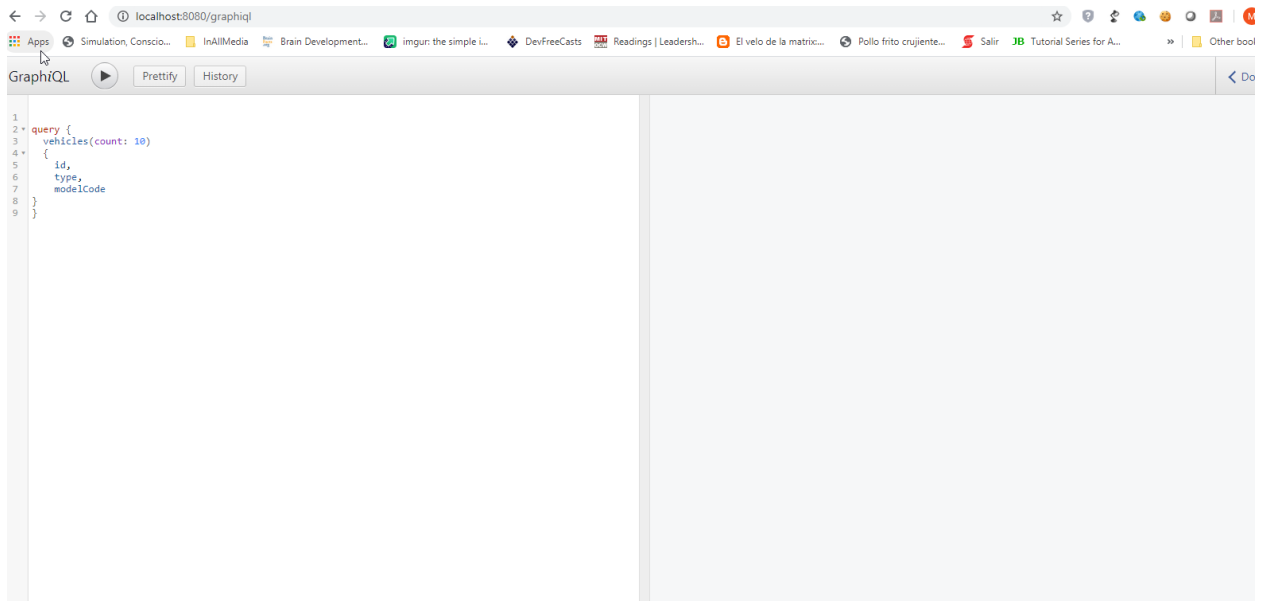 localhost:8080/graphiql
Apps Simulation, Conscio... InAllMedia Brain Development... imgur: the simple i... DevFreeCasts Readings | Leadersh... El velo de la matrix:... Pollo frito crujiente... Salir JB Tutorial Series for A... » Other book
GraphiQL Prettify History Do
1
2 query {
3 vehicles(count: 10)
4 {
5 id,
6 type,
7 modelCode
8 }
9 }